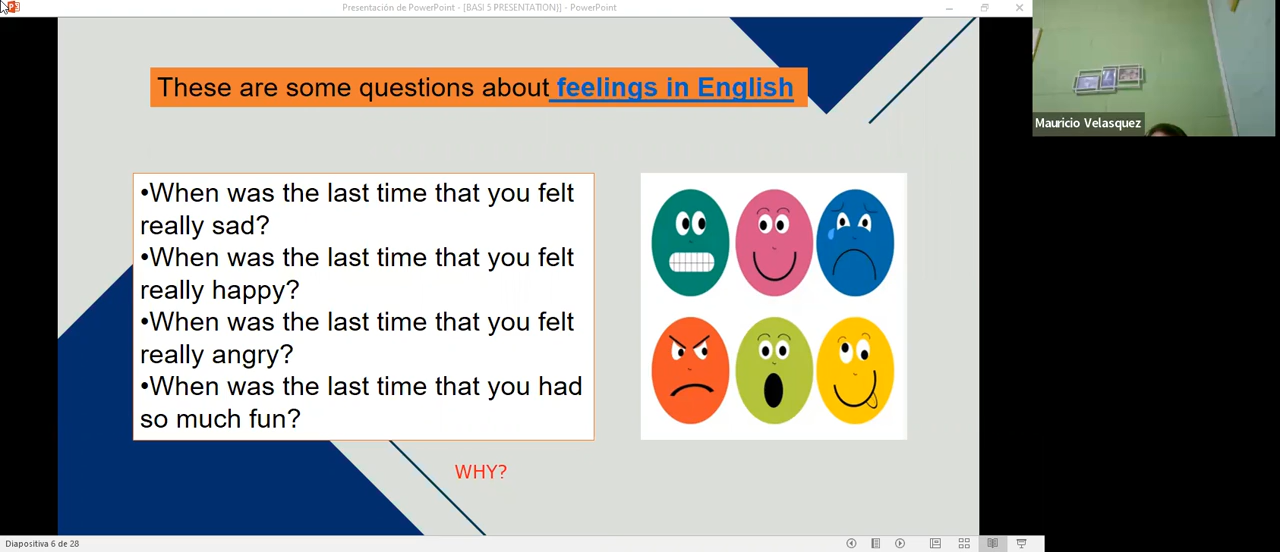 Presentación de PowerPoint - [BASI 5 PRESENTATION)] - PowerPoint
These are some questions about feelings in English
•When was the last time that you felt
really sad?
•When was the last time that you felt
really happy?
•When was the last time that you felt
really angry?
•When was the last time that you had
so much fun?
WHY?
Mauricio Velasquez
Diapositiva 6 de 28